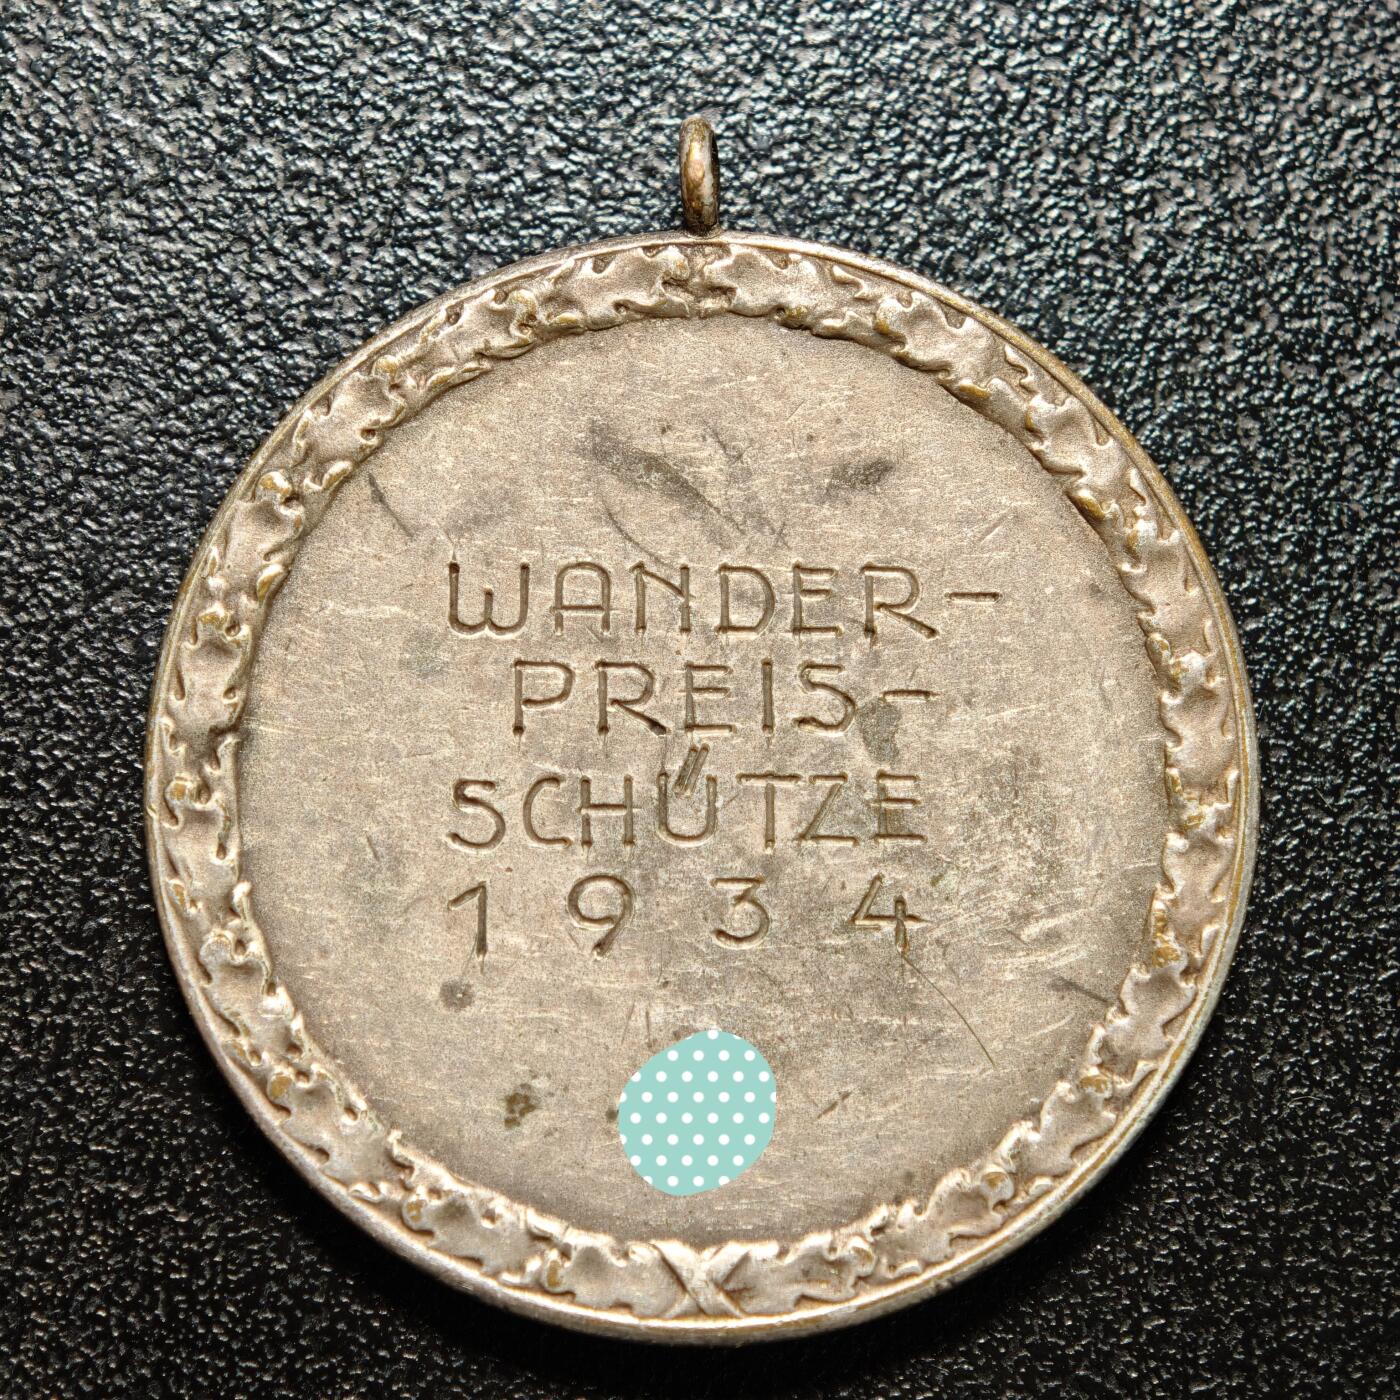 WANDER-
PREIS-
SCHÜTZE
1934